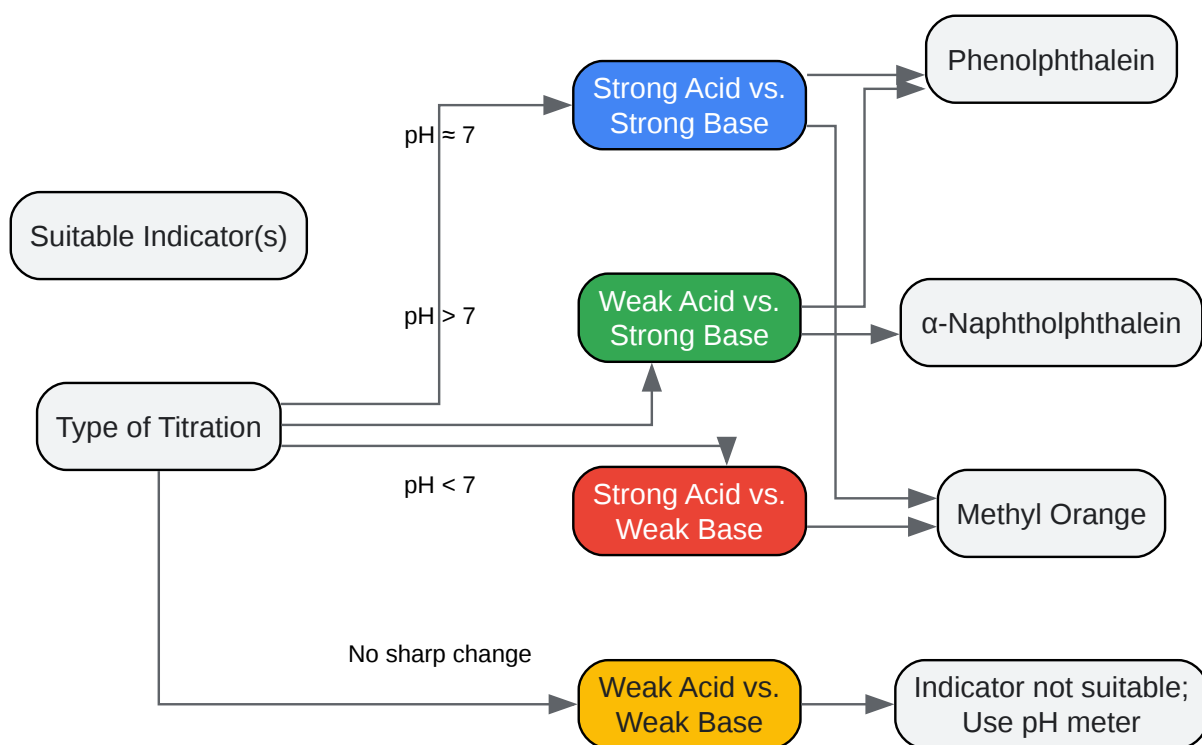 Phenolphthalein
Strong Acid vs.
Strong Base
pH ≈ 7
Suitable Indicator(s)
Weak Acid vs.
Strong Base
α-Naphtholphthalein
pH > 7
Type of Titration
Strong Acid vs.
Weak Base
Methyl Orange
pH < 7
No sharp change
Weak Acid vs.
Weak Base
Indicator not suitable;
Use pH meter